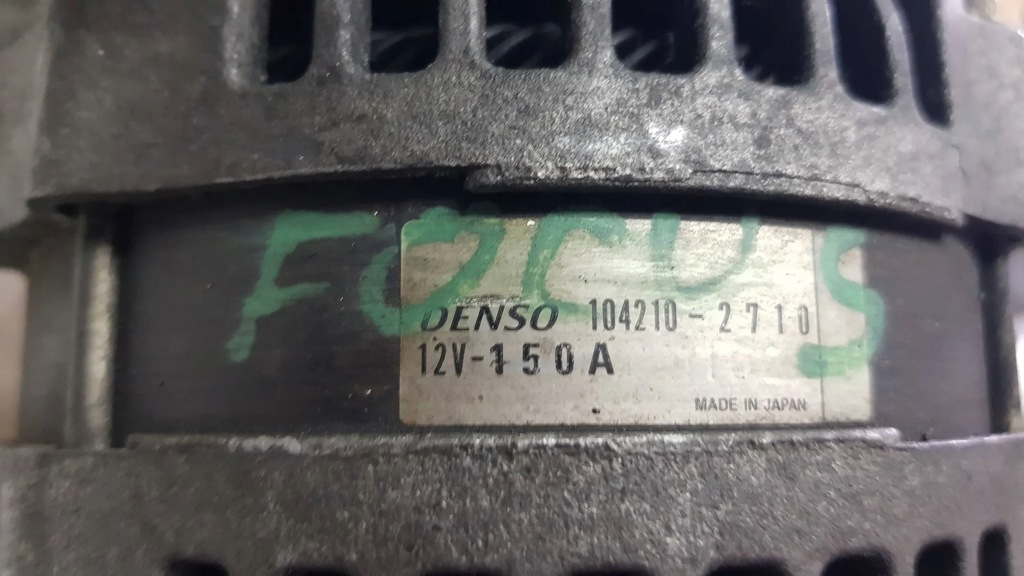 FOCUS
DENSO 104210-2710
12V-150A
MADE IN JAPAN